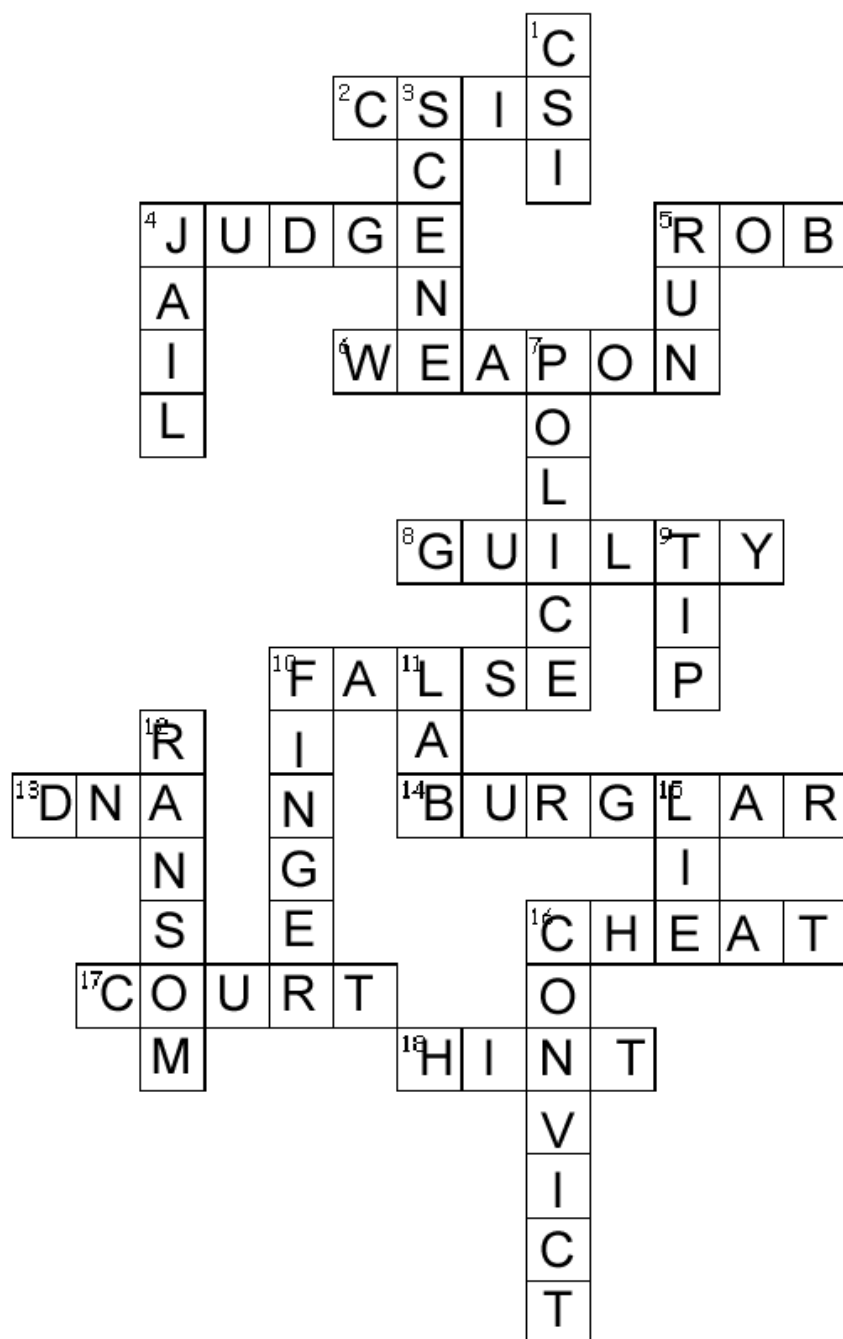 1C
2C 3S I S
C I
4J U D G E 5R O B
A N U
I 6W E A 7P O N
L O
L
8G U I L 9T Y
C I
10F A 11L S E P
12R I A
13D N A N 14B U R G 15L A R
N G I
S E 16C H E A T
17C O U R T O
M 18H I N T
V
I
C
T